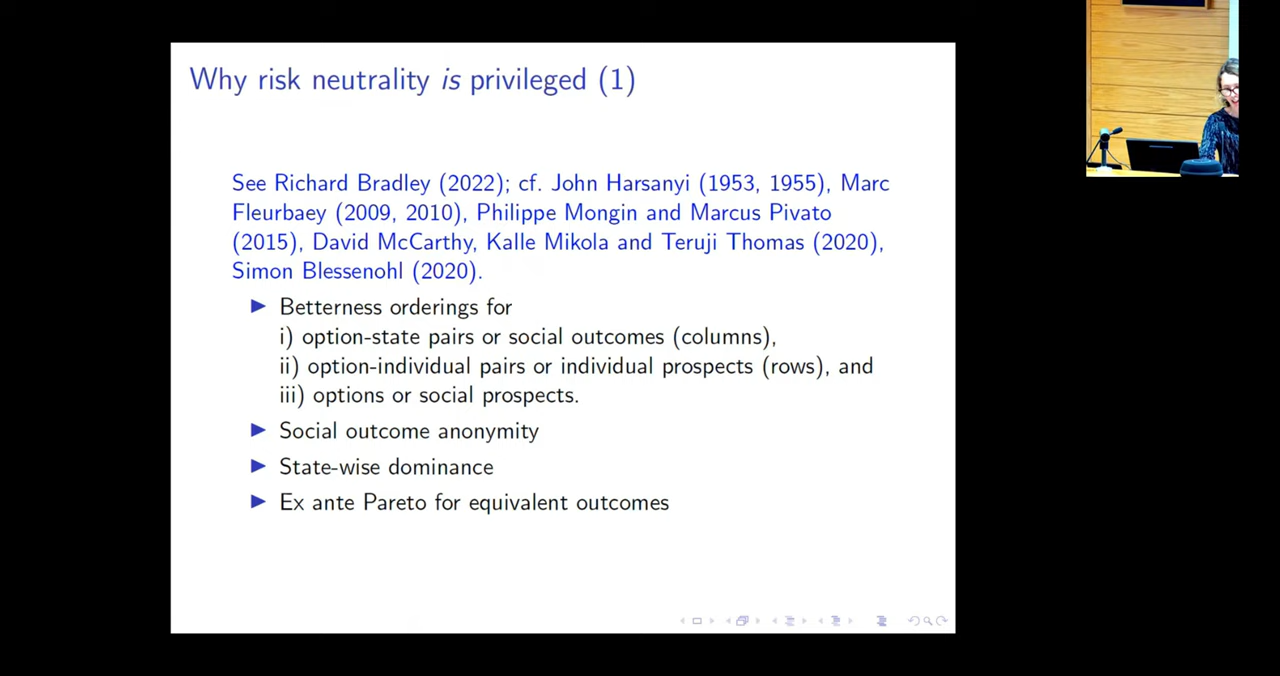 Why risk neutrality is privileged (1)
See Richard Bradley (2022); cf. John Harsanyi (1953, 1955), Marc
Fleurbaey (2009, 2010), Philippe Mongin and Marcus Pivato
(2015), David McCarthy, Kalle Mikola and Teruji Thomas (2020),
Simon Blessenohl (2020).
Betterness orderings for
i) option-state pairs or social outcomes (columns),
ii) option-individual pairs or individual prospects (rows), and
iii) options or social prospects.
Social outcome anonymity
State-wise dominance
Ex ante Pareto for equivalent outcomes